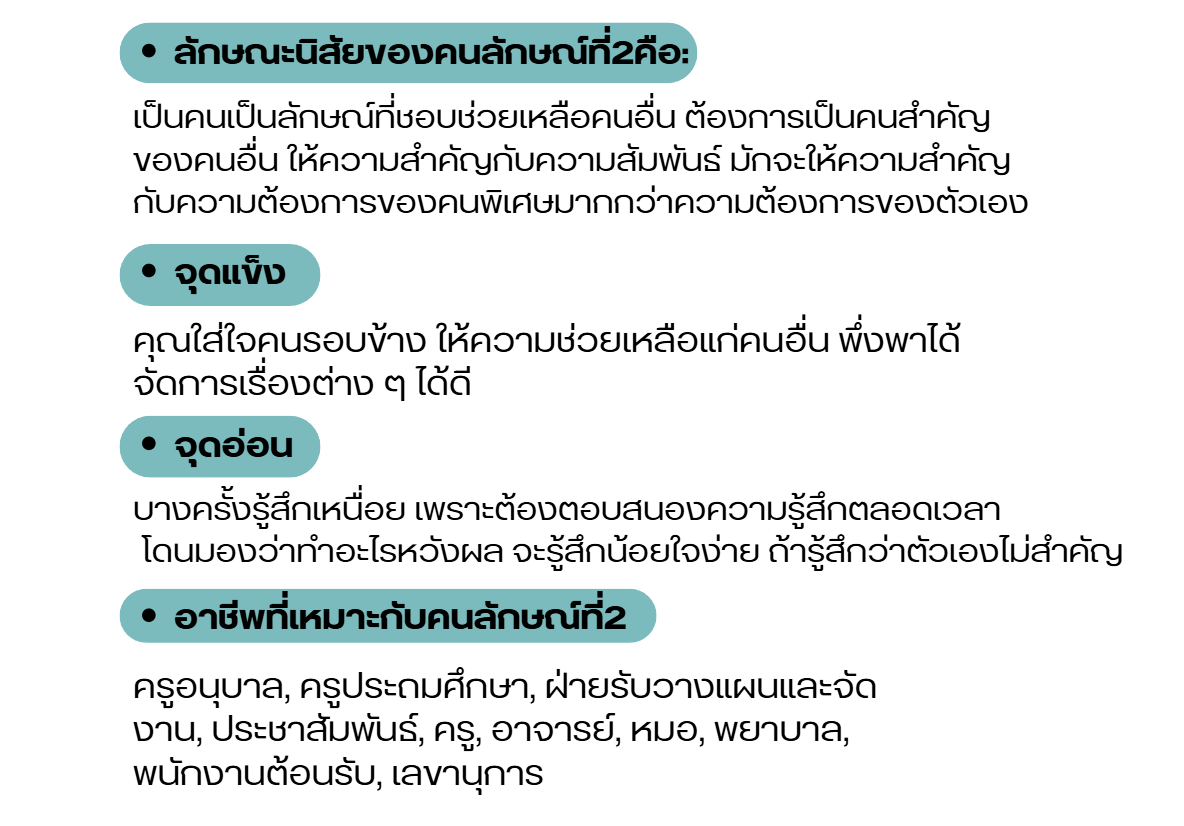 • ลักษณะนิสัยของคนลักษณ์ที่2คือ:
เป็นคนเป็นลักษณ์ที่ชอบช่วยเหลือคนอื่น ต้องการเป็นคนสำคัญ
ของคนอื่น ให้ความสำคัญกับความสัมพันธ์ มักจะให้ความสำคัญ
กับความต้องการของคนพิเศษมากกว่าความต้องการของตัวเอง
• จุดแข็ง
คุณใส่ใจคนรอบข้าง ให้ความช่วยเหลือแก่คนอื่น พึ่งพาได้
จัดการเรื่องต่าง ๆ ได้ดี
• จุดอ่อน
บางครั้งรู้สึกเหนื่อย เพราะต้องตอบสนองความรู้สึกตลอดเวลา
โดนมองว่าทำอะไรหวังผล จะรู้สึกน้อยใจง่าย ถ้ารู้สึกว่าตัวเองไม่สำคัญ
• อาชีพที่เหมาะกับคนลักษณ์ที่2
ครูอนุบาล, ครูประถมศึกษา, ฝ่ายรับวางแผนและจัด
งาน, ประชาสัมพันธ์, ครู, อาจารย์, หมอ, พยาบาล,
พนักงานต้อนรับ, เลขานุการ